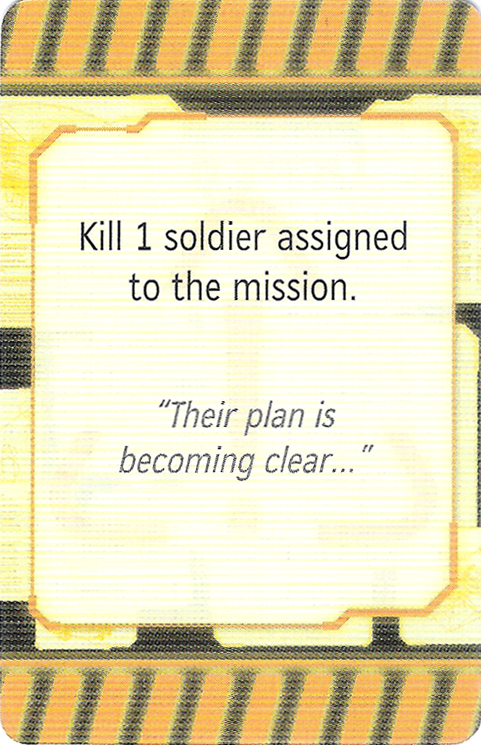 Kill 1 soldier assigned
to the mission.
“Their plan is
becoming clear...”